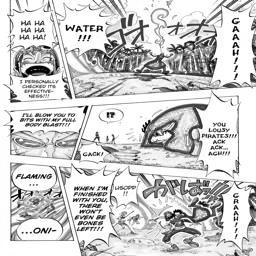 HA
HA HA
HA HA
HA HA!
I PERSONALLY
CHECKED ITS
EFFECTIVE-
NESS!!!
WATER
!!!
GAAAH!!!
I'LL BLOW YOU TO
BITS WITH MY FULL
BODY BLAST!!!
GACK!
!?
YOU
PIRATES!!!
ACK
ACK...
ACH!!!
FLAMING
...
...ONI-
WHEN I'M
FINISHED
WITH YOU,
THERE
WON'T
EVEN BE
BONES
LEFT!!!
USOPP
!!
GRAAH!!!